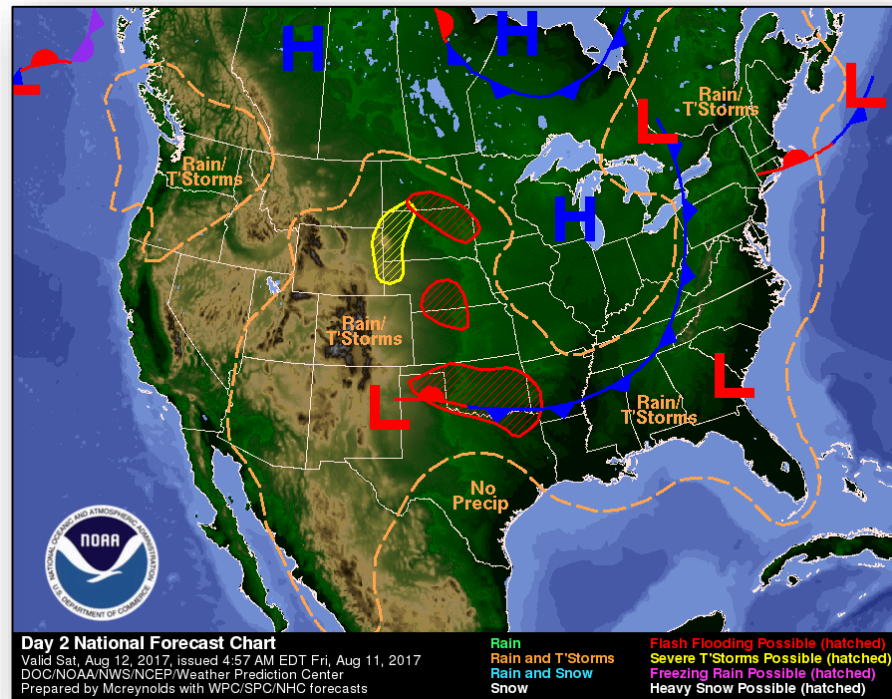 H
H
L
L
L
Rain/
T'Storms
Rain/
T'Storms
H
Rain/
T'Storms
L
L
Rain/
T'Storms
No
Precip
NATIONAL OCEANIC AND ATMOSPHERIC ADMINISTRATION
NOAA
U.S. DEPARTMENT OF COMMERCE
Day 2 National Forecast Chart
Valid Sat, Aug 12, 2017, issued 4:57 AM EDT Fri, Aug 11, 2017
DOC/NOAA/NWS/NCEP/Weather Prediction Center
Prepared by Mcreynolds with WPC/SPC/NHC forecasts
Rain
Rain and T'Storms
Rain and Snow
Snow
Flash Flooding Possible (hatched)
Severe T'Storms Possible (hatched)
Freezing Rain Possible (hatched)
Heavy Snow Possible (hatched)